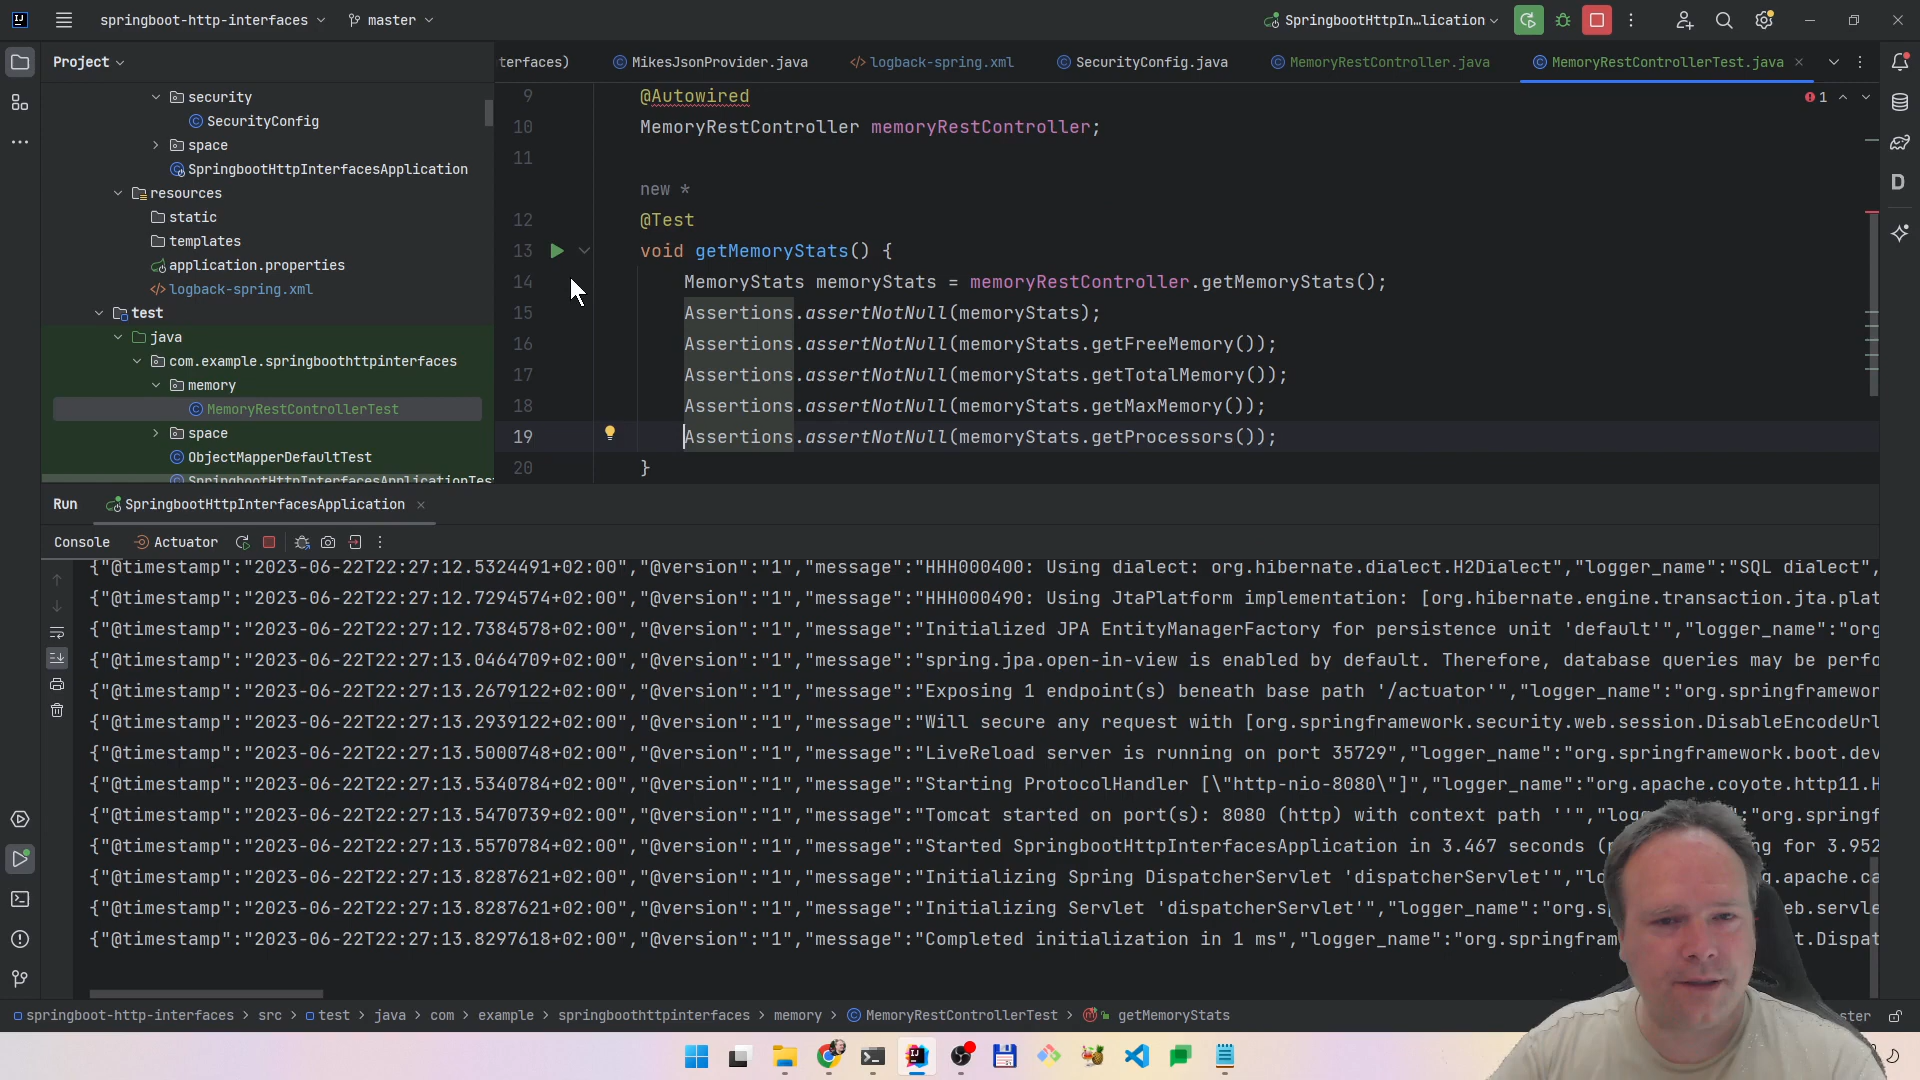 springboot-http-interfaces
master
SpringbootHttpIn...lication
Project
terfaces)
MikesJsonProvider.java
logback-spring.xml
SecurityConfig.java
MemoryRestController.java
MemoryRestControllerTest.java
security
SecurityConfig
space
SpringbootHttpInterfacesApplication
resources
static
templates
application.properties
logback-spring.xml
test
java
com.example.springboothttpinterfaces
memory
MemoryRestControllerTest
space
ObjectMapperDefaultTest
SpringbootHttpInterfacesApplicationTes
1
9 @Autowired
10 MemoryRestController memoryRestController;
11
new *
12 @Test
13 void getMemoryStats() {
14 MemoryStats memoryStats = memoryRestController.getMemoryStats();
15 Assertions.assertNotNull(memoryStats);
16 Assertions.assertNotNull(memoryStats.getFreeMemory());
17 Assertions.assertNotNull(memoryStats.getTotalMemory());
18 Assertions.assertNotNull(memoryStats.getMaxMemory());
19 Assertions.assertNotNull(memoryStats.getProcessors());
20 }
D
Run
SpringbootHttpInterfacesApplication
Console
Actuator
{"@timestamp":"2023-06-22T22:27:12.5324491+02:00","@version":"1","message":"HHH000400: Using dialect: org.hibernate.dialect.H2Dialect","logger_name":"SQL dialect",
{"@timestamp":"2023-06-22T22:27:12.7294574+02:00","@version":"1","message":"HHH000490: Using JtaPlatform implementation: [org.hibernate.engine.transaction.jta.plat
{"@timestamp":"2023-06-22T22:27:12.7384578+02:00","@version":"1","message":"Initialized JPA EntityManagerFactory for persistence unit 'default'","logger_name":"org
{"@timestamp":"2023-06-22T22:27:13.0464709+02:00","@version":"1","message":"spring.jpa.open-in-view is enabled by default. Therefore, database queries may be perfo
{"@timestamp":"2023-06-22T22:27:13.2679122+02:00","@version":"1","message":"Exposing 1 endpoint(s) beneath base path '/actuator'","logger_name":"org.springframewor
{"@timestamp":"2023-06-22T22:27:13.2939122+02:00","@version":"1","message":"Will secure any request with [org.springframework.security.web.session.DisableEncodeUrl
{"@timestamp":"2023-06-22T22:27:13.5000748+02:00","@version":"1","message":"LiveReload server is running on port 35729","logger_name":"org.springframework.boot.dev
{"@timestamp":"2023-06-22T22:27:13.5340784+02:00","@version":"1","message":"Starting ProtocolHandler [\"http-nio-8080\"]","logger_name":"org.apache.coyote.http11.H
{"@timestamp":"2023-06-22T22:27:13.5470739+02:00","@version":"1","message":"Tomcat started on port(s): 8080 (http) with context path ''","logger_name":"org.springf
{"@timestamp":"2023-06-22T22:27:13.5570784+02:00","@version":"1","message":"Started SpringbootHttpInterfacesApplication in 3.467 seconds (p g for 3.952
{"@timestamp":"2023-06-22T22:27:13.8287621+02:00","@version":"1","message":"Initializing Spring DispatcherServlet 'dispatcherServlet'","lo g.apache.ca
{"@timestamp":"2023-06-22T22:27:13.8287621+02:00","@version":"1","message":"Initializing Servlet 'dispatcherServlet'","logger_name":"org.s eb.servle
{"@timestamp":"2023-06-22T22:27:13.8297618+02:00","@version":"1","message":"Completed initialization in 1 ms","logger_name":"org.springfram t.Dispat
springboot-http-interfaces > src > test > java > com > example > springboothttpinterfaces > memory > MemoryRestControllerTest > getMemoryStats
ster